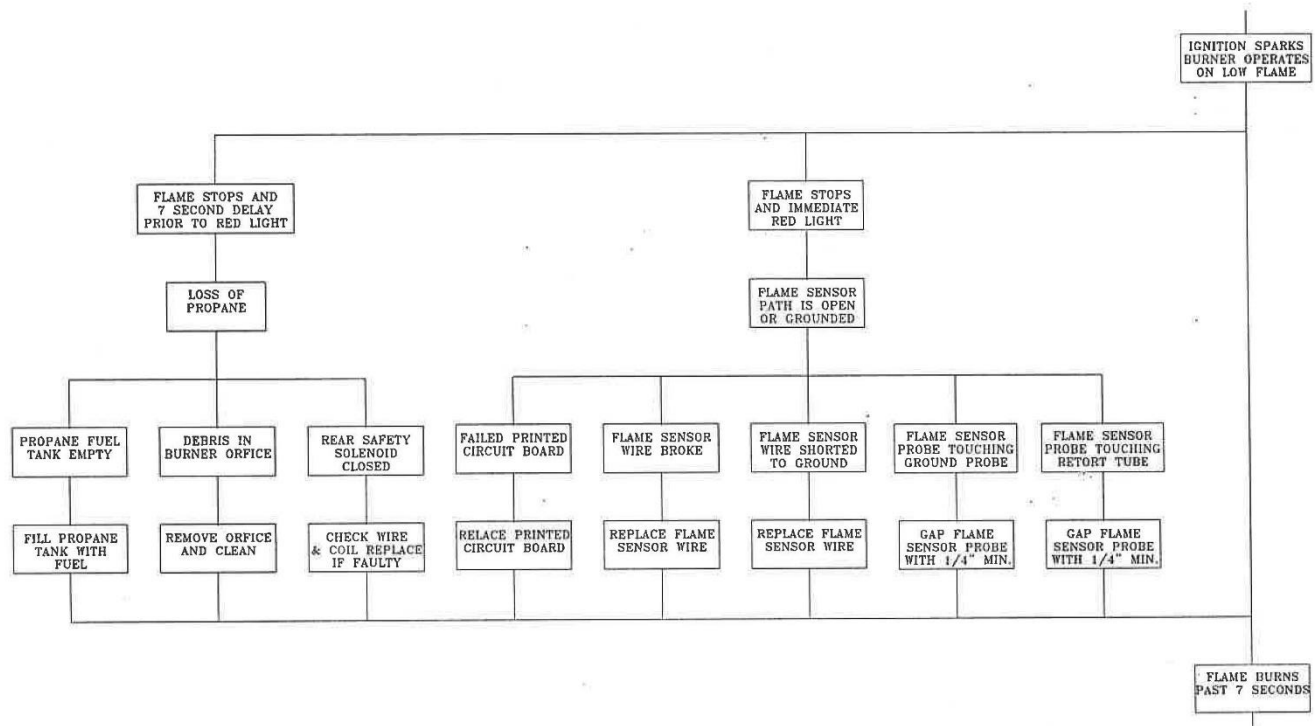 IGNITION SPARKS
BURNER OPERATES
ON LOW FLAME
FLAME STOPS AND
7 SECOND DELAY
PRIOR TO RED LIGHT
FLAME STOPS
AND IMMEDIATE
RED LIGHT
LOSS OF
PROPANE
FLAME SENSOR
PATH IS OPEN
OR GROUNDED
PROPANE FUEL
TANK EMPTY
DEBRIS IN
BURNER ORFICE
REAR SAFETY
SOLENOID
CLOSED
FAILED PRINTED
CIRCUIT BOARD
FLAME SENSOR
WIRE BROKE
FLAME SENSOR
WIRE SHORTED
TO GROUND
FLAME SENSOR
PROBE TOUCHING
GROUND PROBE
FLAME SENSOR
PROBE TOUCHING
RETORT TUBE
FILL PROPANE
TANK WITH
FUEL
REMOVE ORFICE
AND CLEAN
CHECK WIRE
& COIL REPLACE
IF FAULTY
RELACE PRINTED
CIRCUIT BOARD
REPLACE FLAME
SENSOR WIRE
REPLACE FLAME
SENSOR WIRE
GAP FLAME
SENSOR PROBE
WITH 1/4" MIN.
GAP FLAME
SENSOR PROBE
WITH 1/4" MIN.
FLAME BURNS
PAST 7 SECONDS